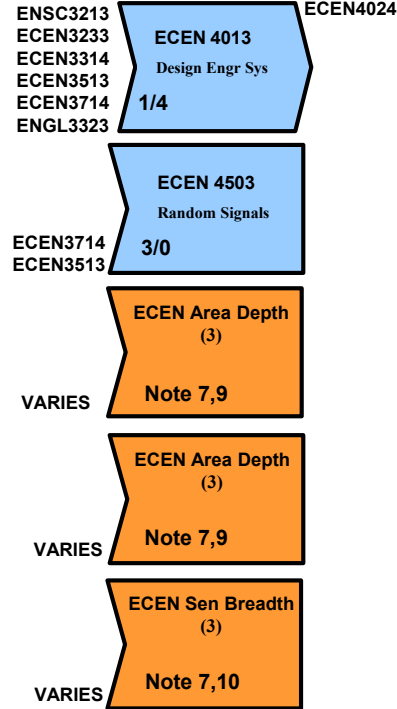 ENSC3213
ECEN3233
ECEN3314
ECEN3513
ECEN3714
ENGL3323
ECEN 4013
Design Engr Sys
1/4
ECEN4024
ECEN 4503
Random Signals
3/0
ECEN3714
ECEN3513
ECEN Area Depth
(3)
Note 7,9
VARIES
ECEN Area Depth
(3)
Note 7,9
VARIES
ECEN Sen Breadth
(3)
Note 7,10
VARIES